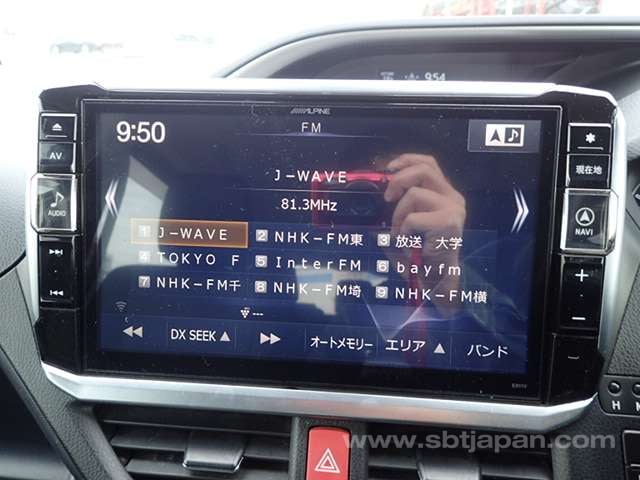 9:54
ALPINE
9:50
FM
AV
♪
AUDIO
J-WAVE
81.3MHz
1 J-WAVE 2 NHK-FM東 3 放送 大学
4 TOKYO F 5 InterFM 6 bayfm
7 NHK-FM千 8 NHK-FM埼 9 NHK-FM横
DX SEEK ▲
オートメモリー エリア ▲ バンド
現在地
NAVI
+
−
H
www.sbtjapan.com